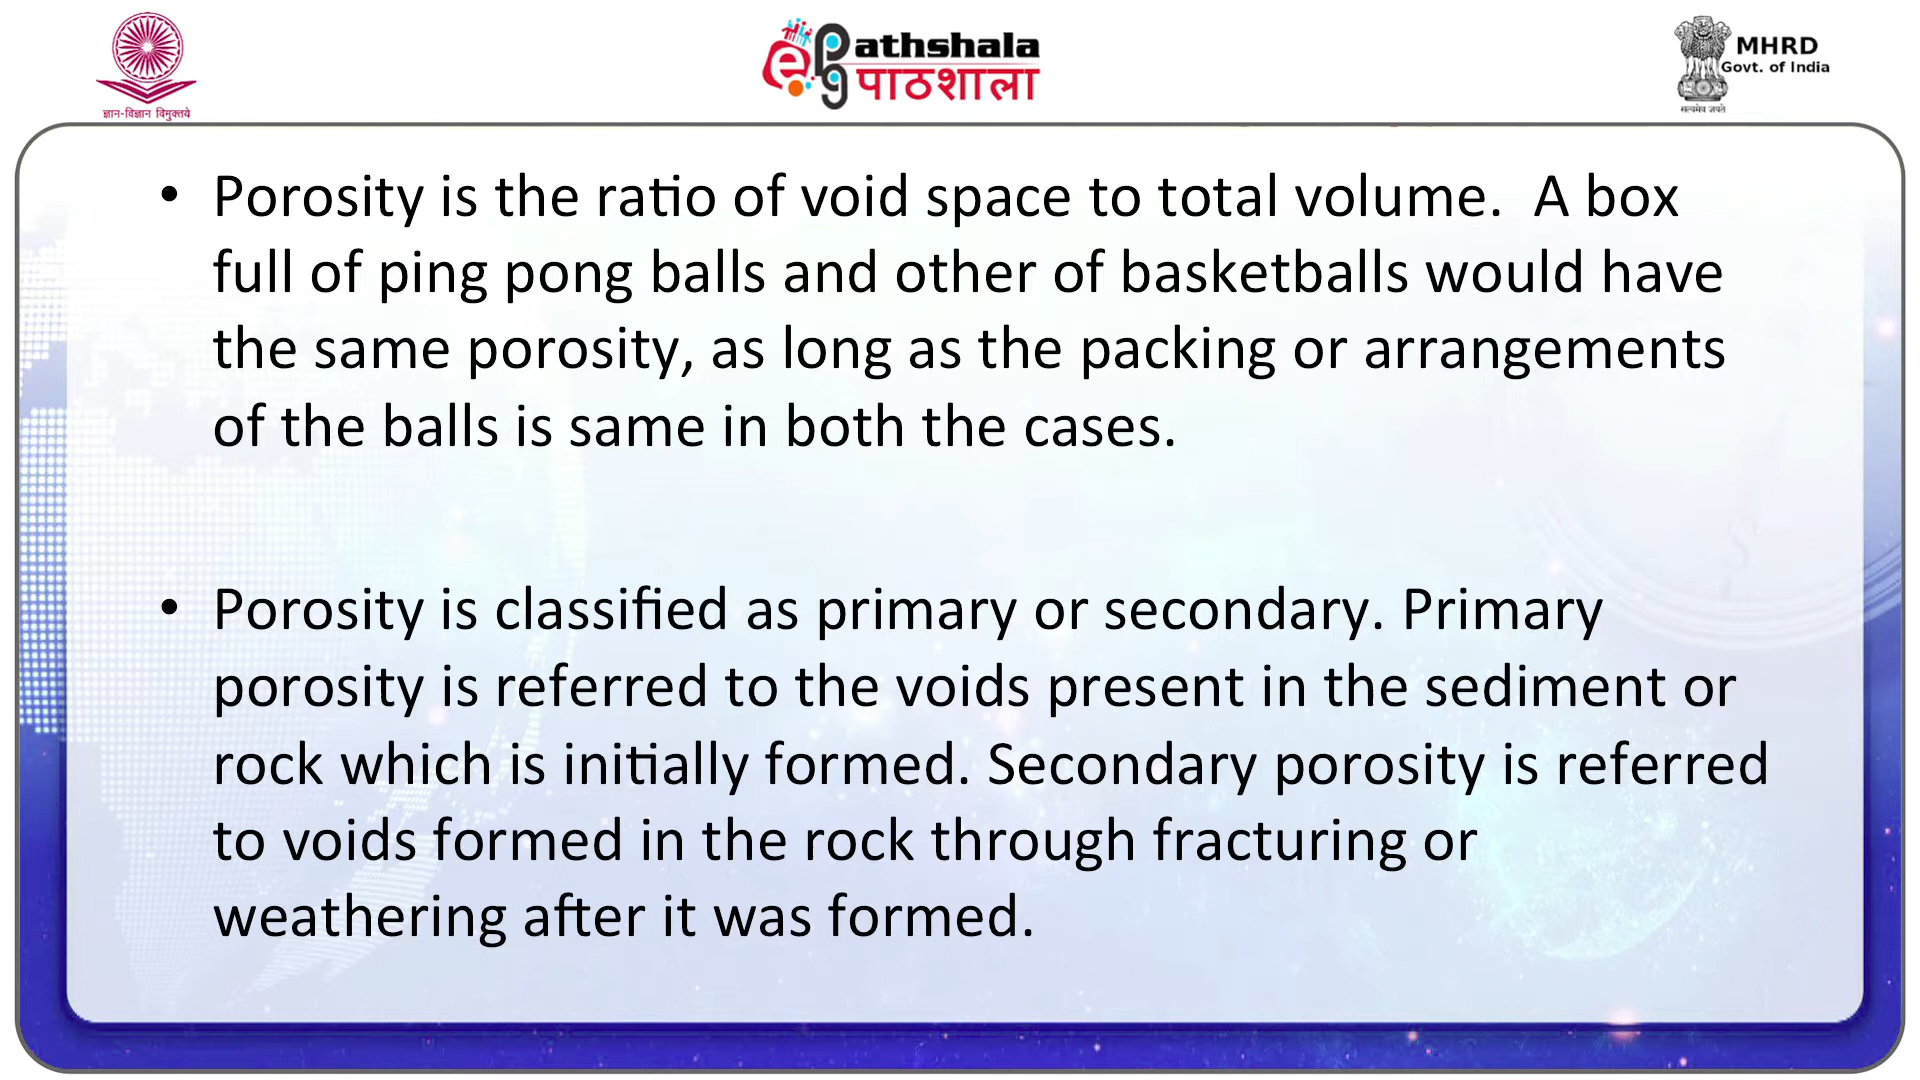 ज्ञान-विज्ञान विमुक्तये
epg
athshala
पाठशाला
MHRD
Govt. of India
सत्यमेव जयते
• Porosity is the ratio of void space to total volume.  A box
full of ping pong balls and other of basketballs would have
the same porosity, as long as the packing or arrangements
of the balls is same in both the cases.
• Porosity is classified as primary or secondary. Primary
porosity is referred to the voids present in the sediment or
rock which is initially formed. Secondary porosity is referred
to voids formed in the rock through fracturing or
weathering after it was formed.